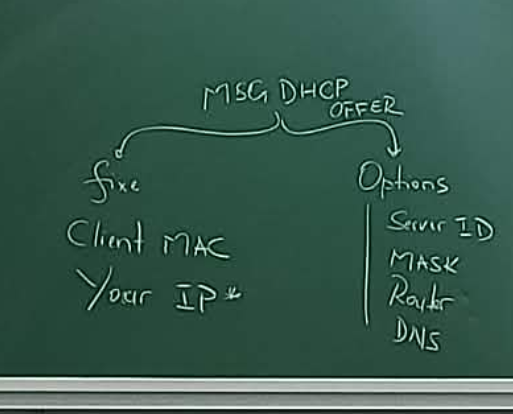 MSG DHCP OFFER
fixe
Client MAC
Your IP*
Options
Server ID
MASK
Router
DNS